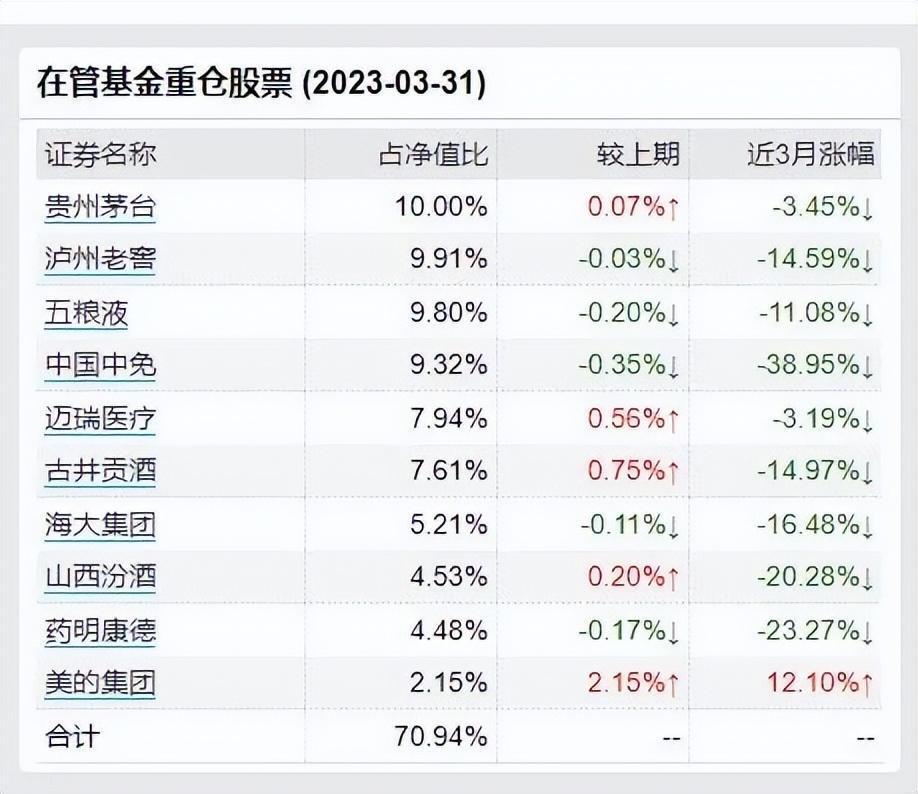 在管基金重仓股票 (2023-03-31)
证券名称 占净值比 较上期 近3月涨幅
贵州茅台 10.00% 0.07%↑ -3.45%↓
泸州老窖 9.91% -0.03%↓ -14.59%↓
五粮液 9.80% -0.20%↓ -11.08%↓
中国中免 9.32% -0.35%↓ -38.95%↓
迈瑞医疗 7.94% 0.56%↑ -3.19%↓
古井贡酒 7.61% 0.75%↑ -14.97%↓
海大集团 5.21% -0.11%↓ -16.48%↓
山西汾酒 4.53% 0.20%↑ -20.28%↓
药明康德 4.48% -0.17%↓ -23.27%↓
美的集团 2.15% 2.15%↑ 12.10%↑
合计 70.94% -- --